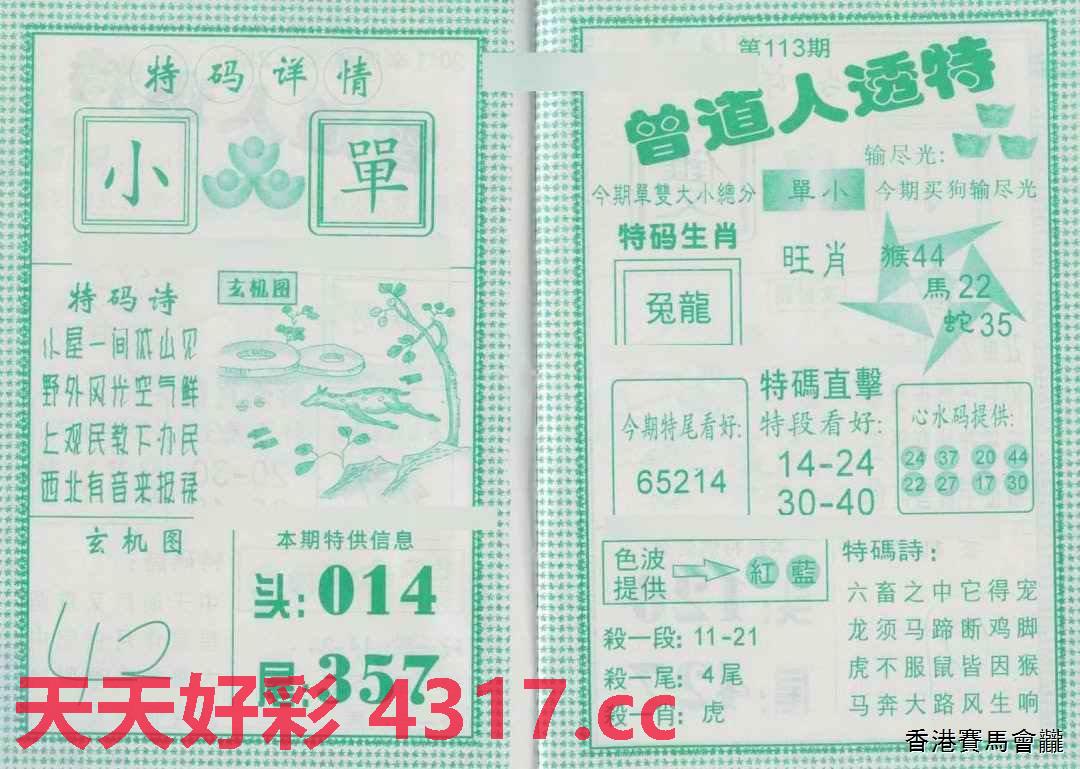 特码详情
小
單
特码诗
小屋一间依山见
野外风光空气鲜
上观民教下办民
西北有音来报禄
玄机图
玄机图
42
本期特供信息
头:014
尾:357
第113期
曾道人透特
输尽光:
今期單雙大小總分
單小
今期买狗输尽光
特码生肖
兔龍
旺肖
猴44
馬22
蛇35
今期特尾看好:
65214
特碼直擊
特段看好:
14-24
30-40
心水码提供:
24 37 20 44
22 27 17 30
色波提供
紅 藍
殺一段: 11-21
殺一尾: 4尾
殺一肖: 虎
特碼詩:
六畜之中它得宠
龙须马蹄断鸡脚
虎不服鼠皆因猴
马奔大路风生响
天天好彩 4317.cc
香港賽馬會